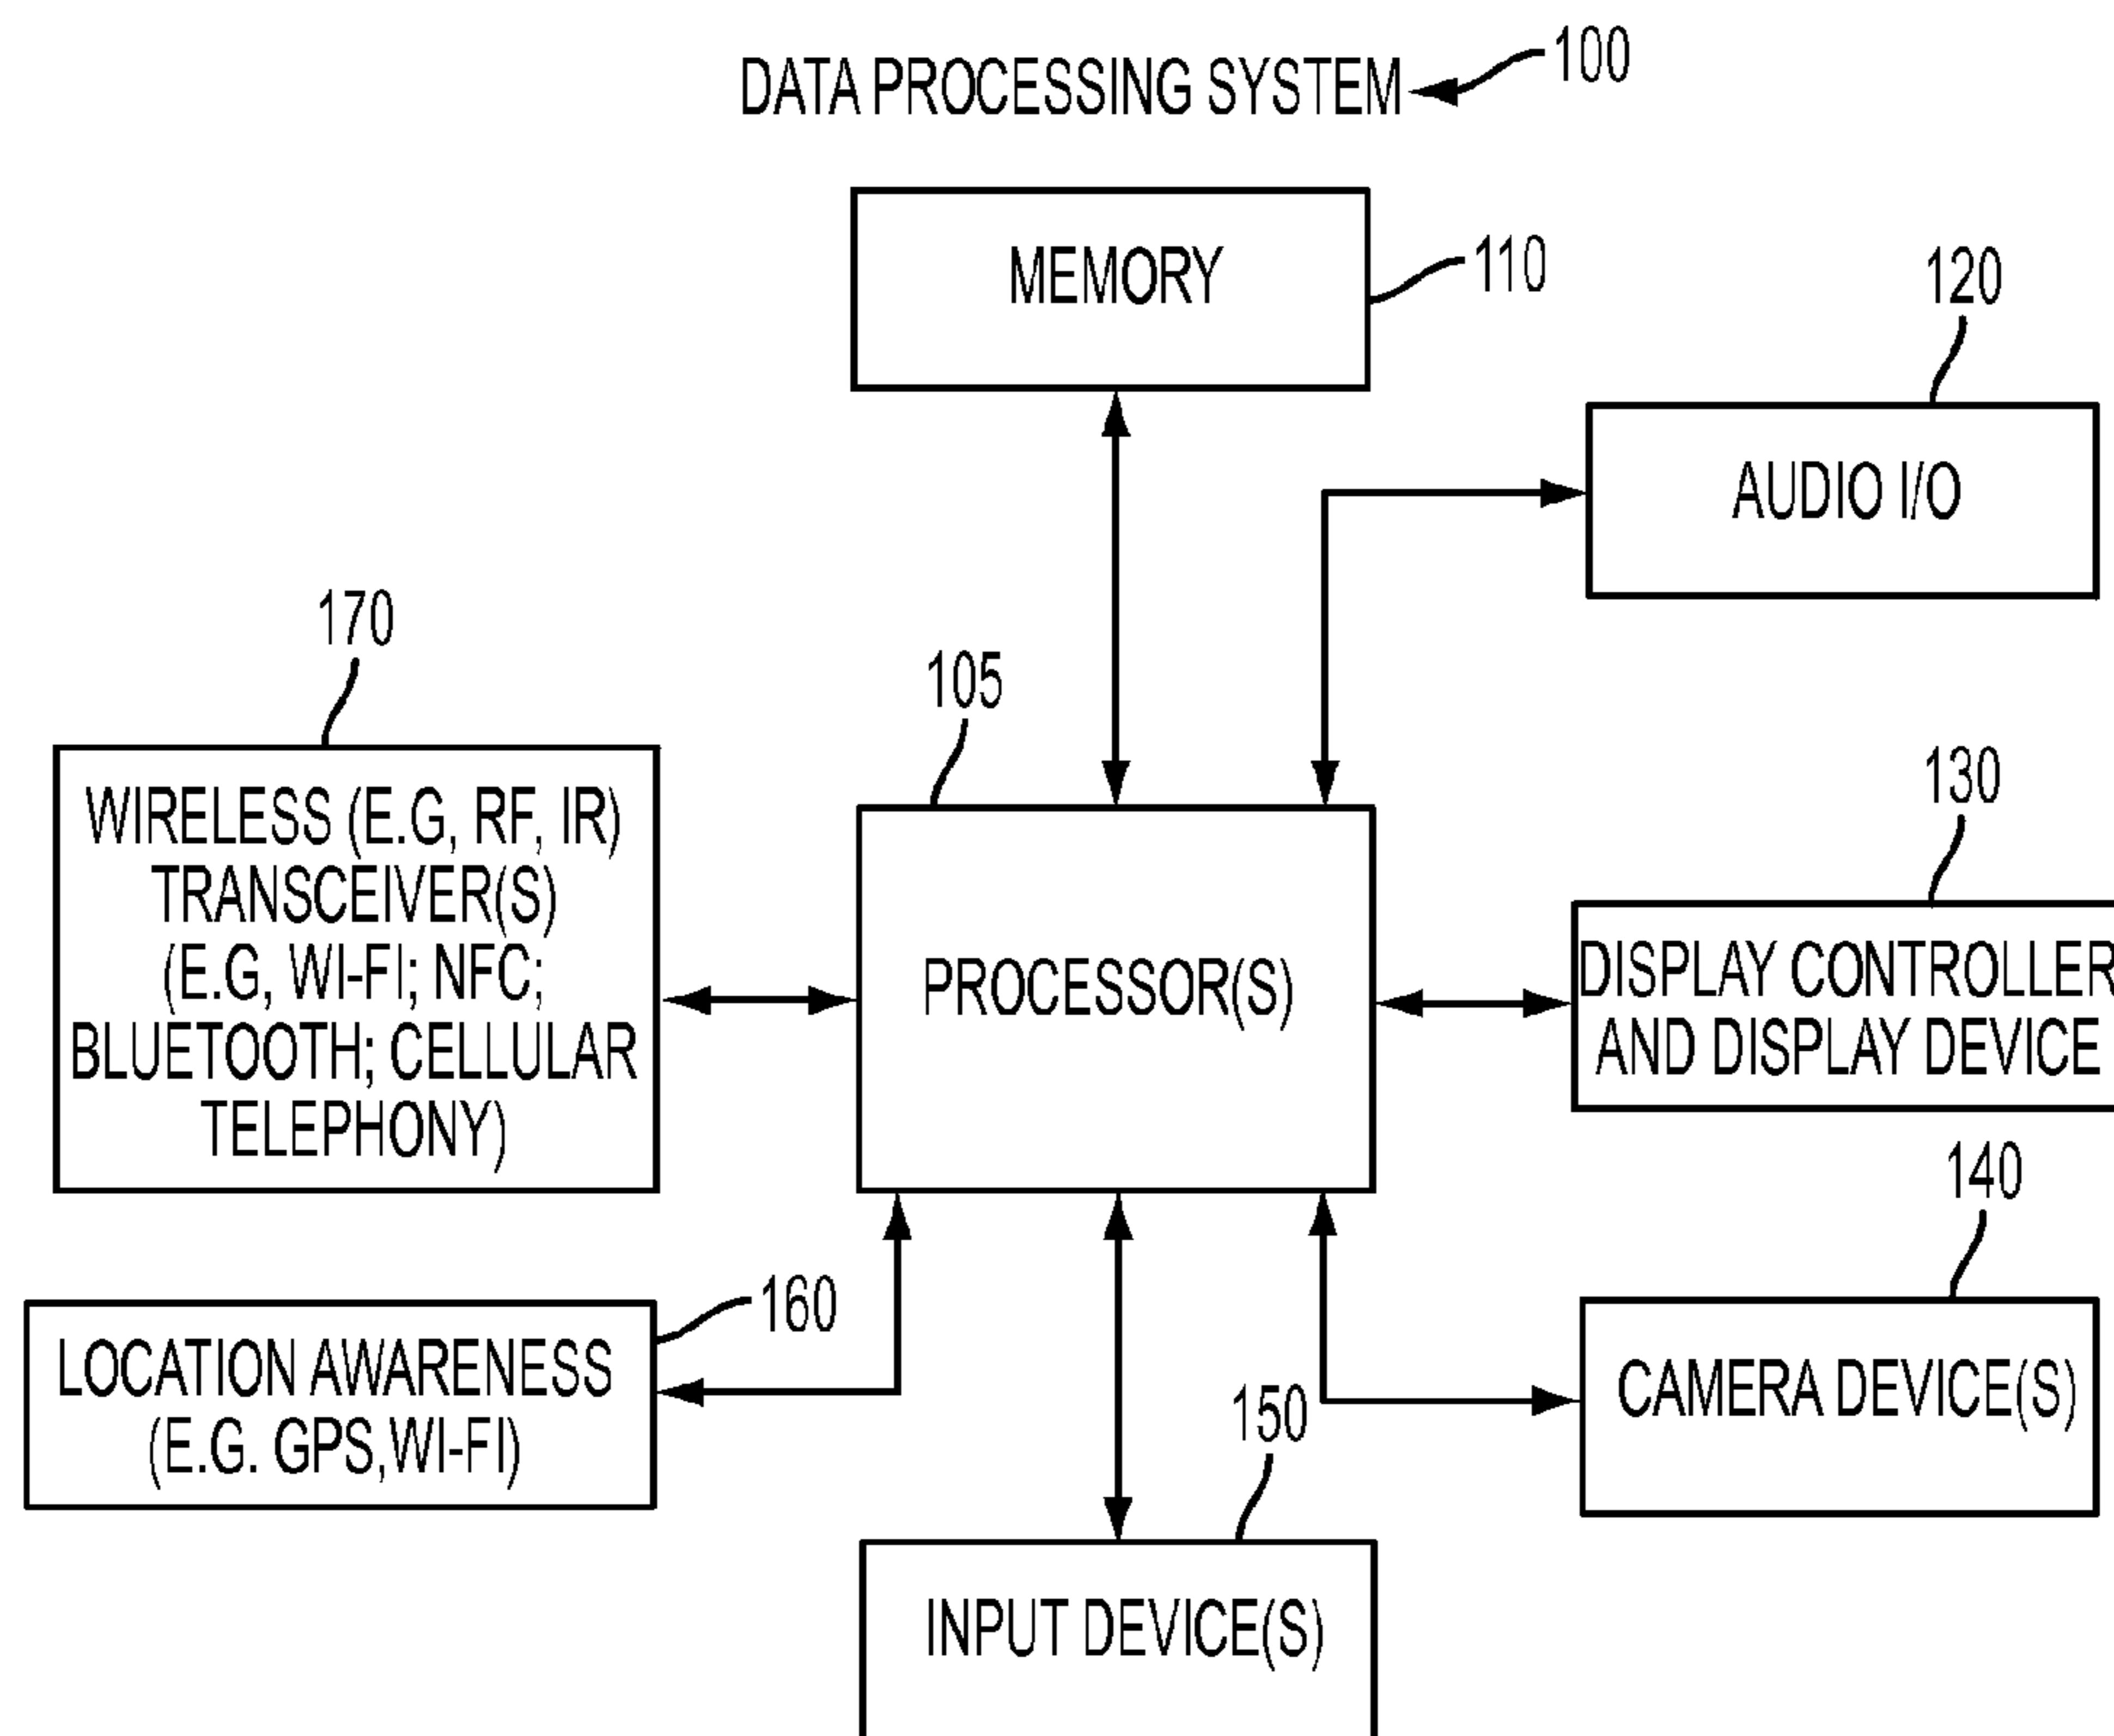 DATA PROCESSING SYSTEM
100
MEMORY
110
120
AUDIO I/O
170
105
130
WIRELESS (E.G, RF, IR)
TRANSCEIVER(S)
(E.G, WI-FI; NFC;
BLUETOOTH; CELLULAR
TELEPHONY)
PROCESSOR(S)
DISPLAY CONTROLLER
AND DISPLAY DEVICE
140
160
LOCATION AWARENESS
(E.G. GPS,WI-FI)
150
CAMERA DEVICE(S)
INPUT DEVICE(S)